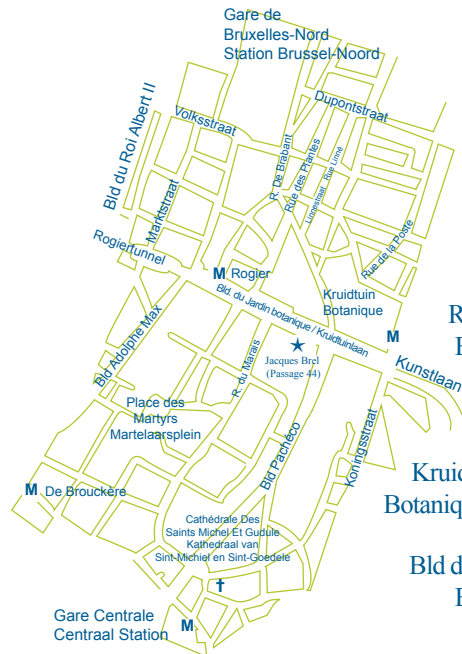 Gare de
Bruxelles-Nord
Station Brussel-Noord
Dupontstraat
Volksstraat
Bld du Roi Albert II
R. De Brabant
Rue des Plantes
Linnéstraat Rue Linné
Marktstraat
Rogiertunnel
Rue de la Poste
M Rogier
Kruidtuin
Botanique
Bld. du Jardin botanique / Kruidtuinlaan
M
Jacques Brel
(Passage 44)
Kunstlaan
Bld Adolphe Max
R. du Marais
Place des
Martyrs
Martelaarsplein
Bld Pachéco
Koningsstraat
M De Brouckère
Cathédrale Des
Saints Michel Et Gudule
Kathedraal van
Sint-Michiel en Sint-Goedele
Gare Centrale
Centraal Station
M
R
B
Kruid
Botaniq
Bld d